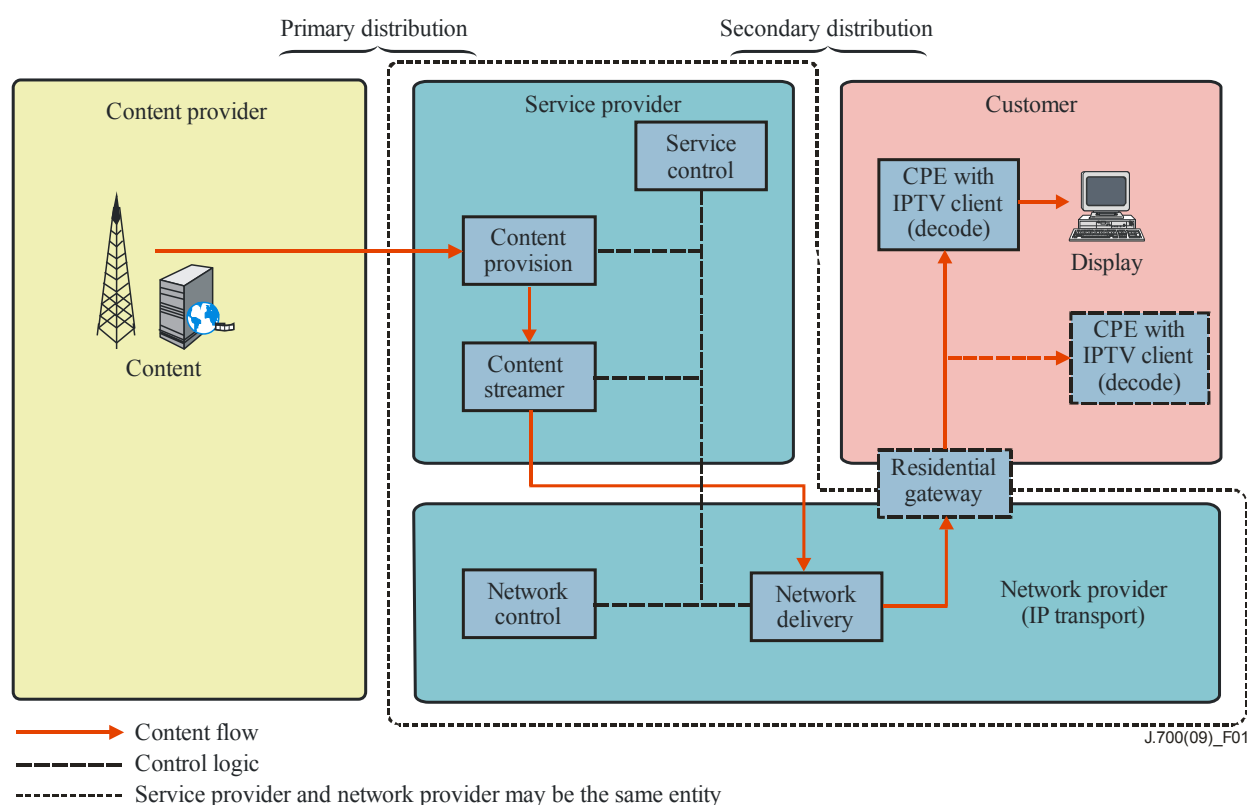 Primary distribution
Secondary distribution
Content provider
Content
Service provider
Service
control
Content
provision
Content
streamer
Customer
CPE with
IPTV client
(decode)
Display
CPE with
IPTV client
(decode)
Residential
gateway
Network
control
Network
delivery
Network provider
(IP transport)
J.700(09)_F01
Content flow
Control logic
Service provider and network provider may be the same entity